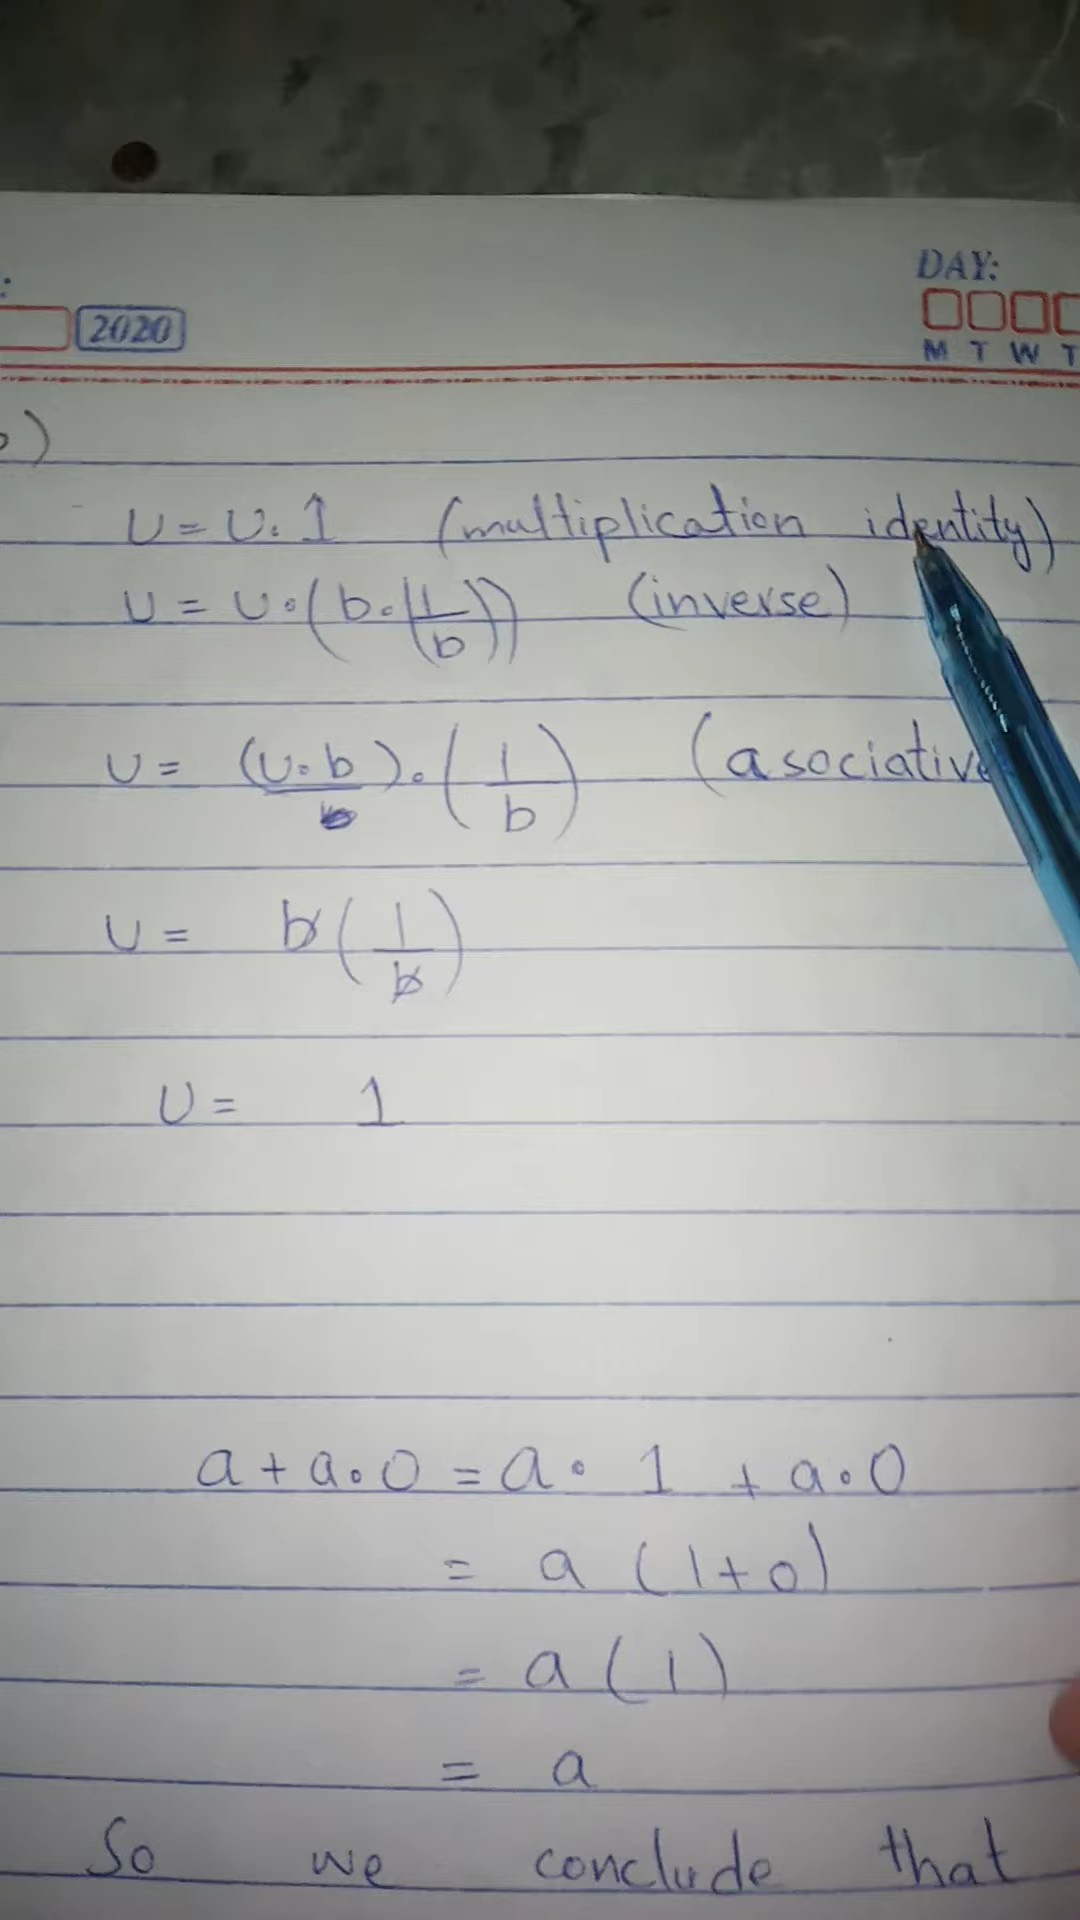 2020
DAY:
M T W T
)
U = U. 1 (multiplication identity)
U = U.(b.(1/b)) (inverse)
U = (U.b).(1/b) (asociative
U = b(1/b)
U = 1
a + a.0 = a. 1 + a.0
= a (1+0)
= a (1)
= a
So we conclude that